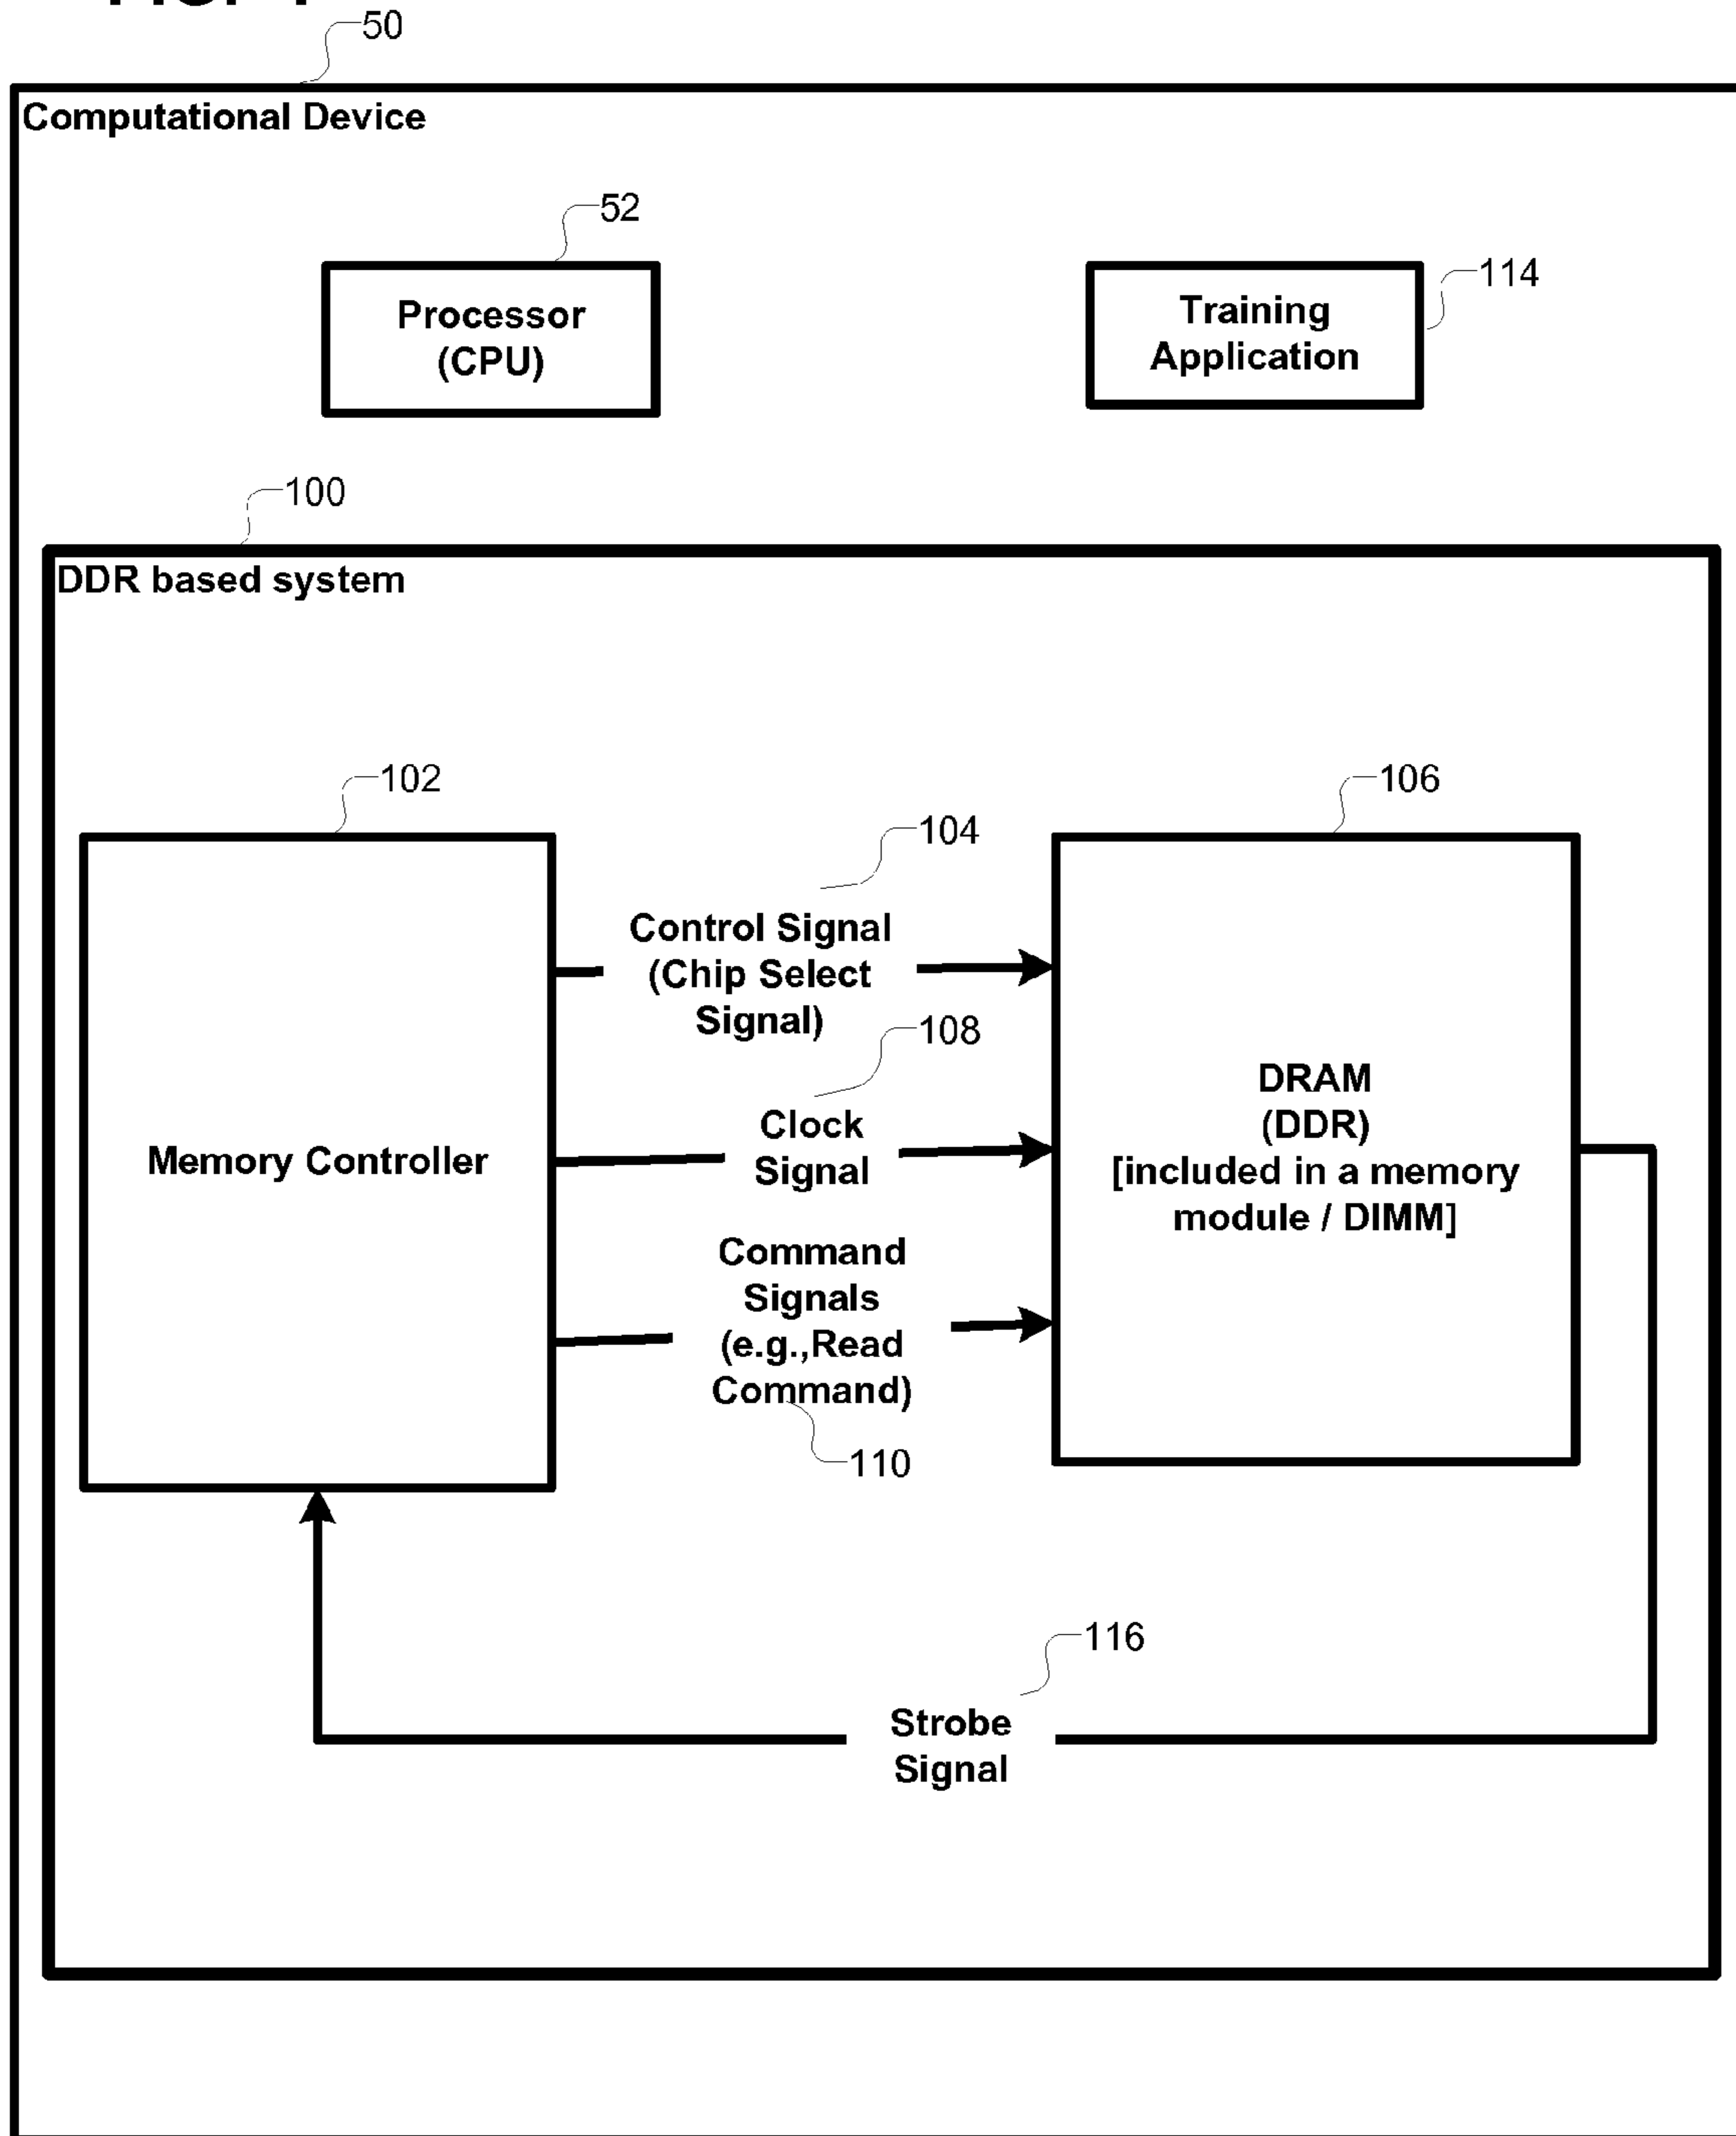 50
Computational Device
52
Processor
(CPU)
114
Training
Application
100
DDR based system
102
106
104
Control Signal
(Chip Select
Signal)
108
Clock
Signal
Command
Signals
(e.g.,Read
Command)
110
Memory Controller
DRAM
(DDR)
[included in a memory
module / DIMM]
116
Strobe
Signal